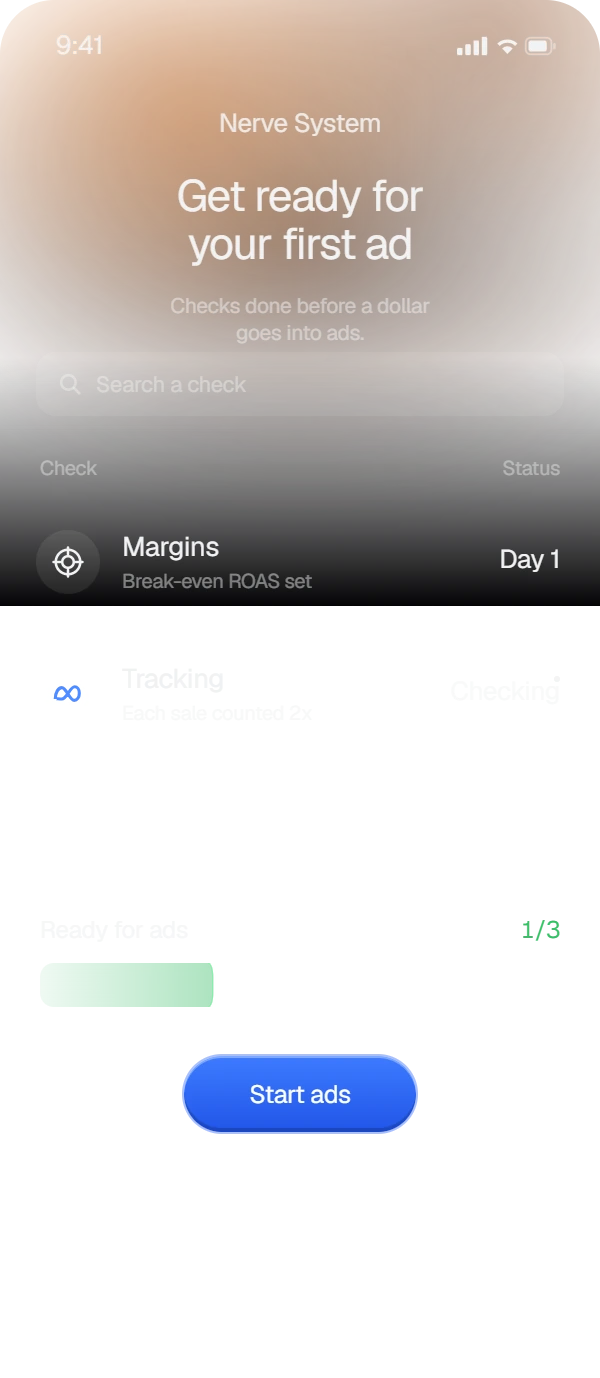 9:41
Nerve System
Get ready for
your first ad
Checks done before a dollar
goes into ads.
Search a check
Check
Status
Margins
Day 1
Break-even ROAS set
Tracking
Checking
Each sale counted 2x
Ready for ads
1/3
Start ads